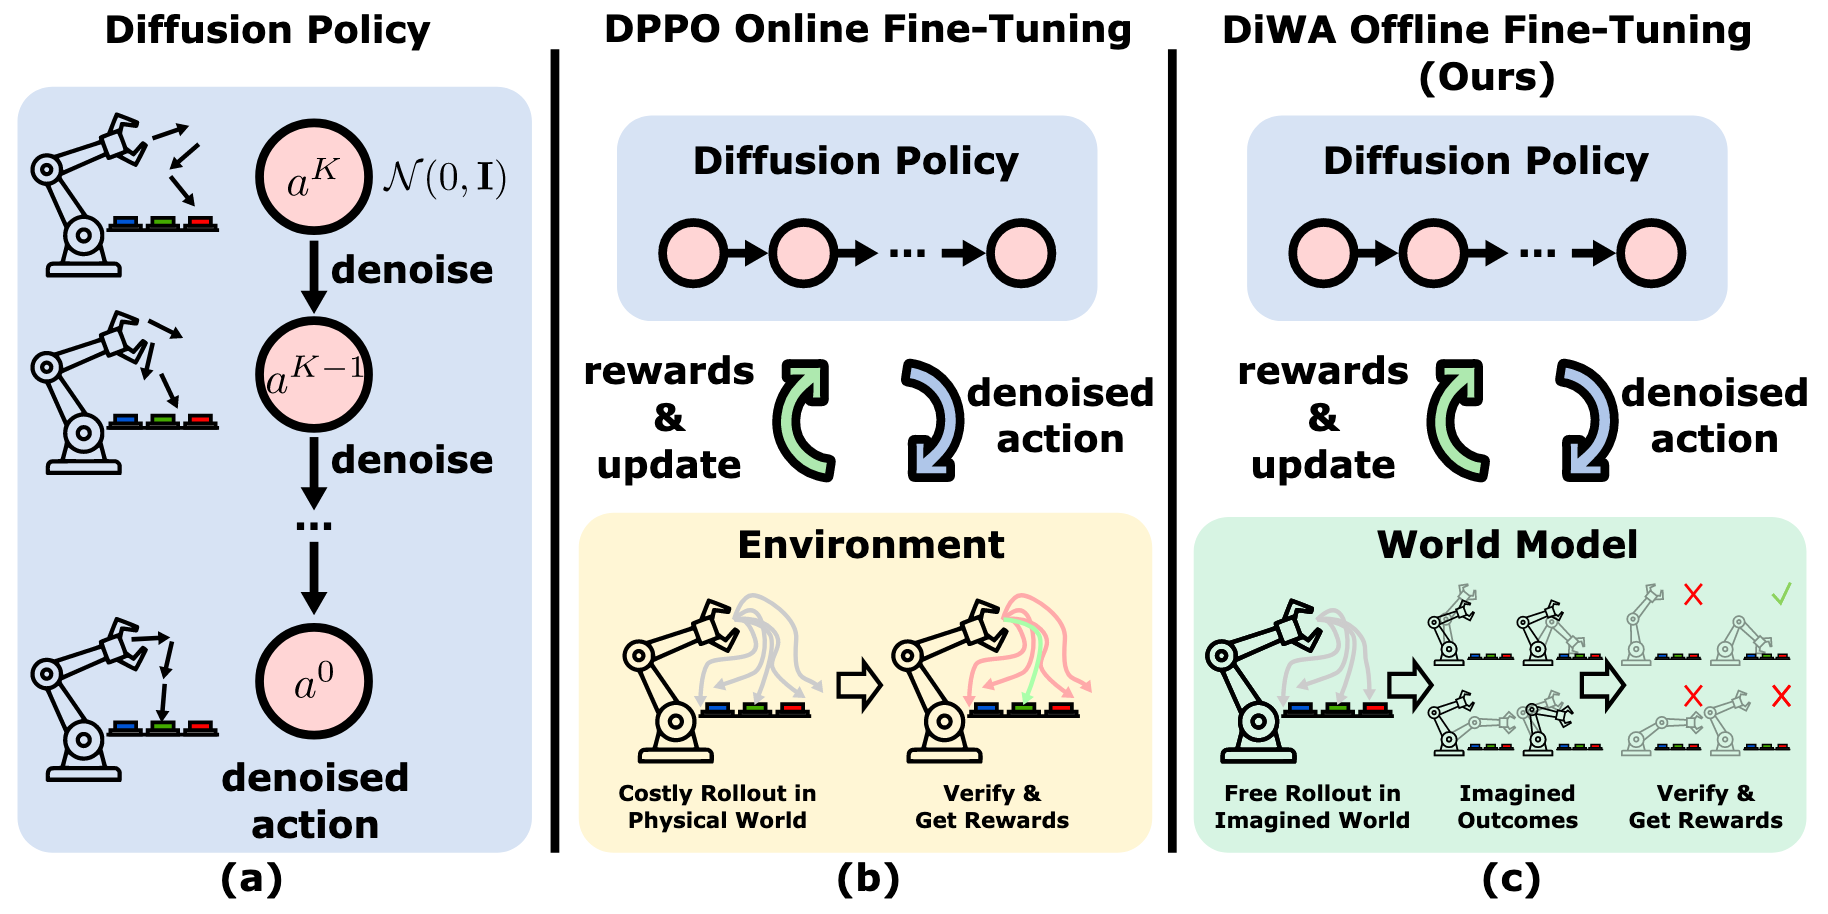 Diffusion Policy
a^K
𝒩(0, I)
denoise
a^{K−1}
denoise
...
a^0
denoised
action
(a)
DPPO Online Fine-Tuning
Diffusion Policy
...
rewards
&
update
denoised
action
Environment
Costly Rollout in
Physical World
Verify &
Get Rewards
(b)
DiWA Offline Fine-Tuning
(Ours)
Diffusion Policy
...
rewards
&
update
denoised
action
World Model
Free Rollout in
Imagined World
Imagined
Outcomes
Verify &
Get Rewards
(c)